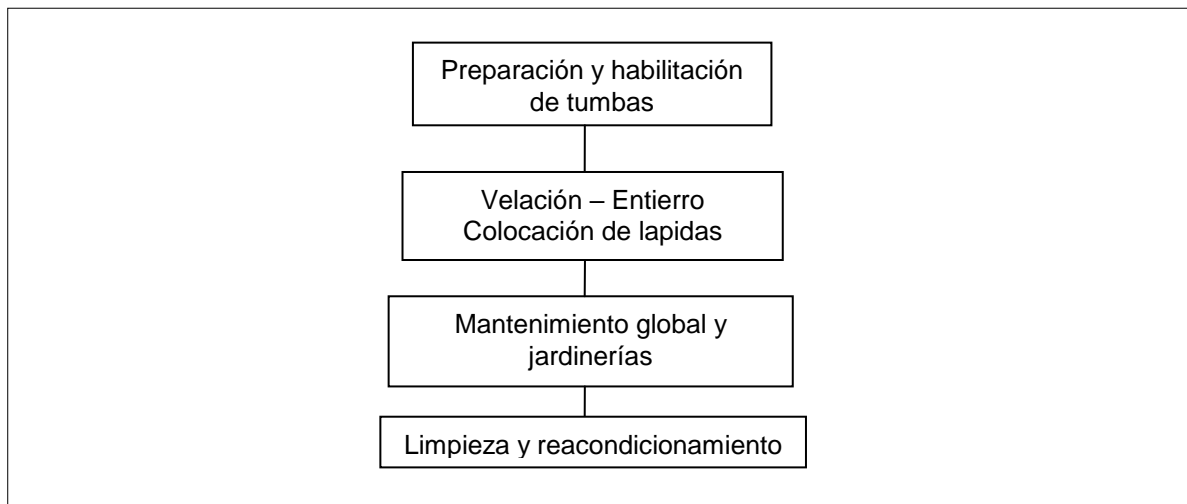 Preparación y habilitación
de tumbas
Velación – Entierro
Colocación de lapidas
Mantenimiento global y
jardinerías
Limpieza y reacondicionamiento